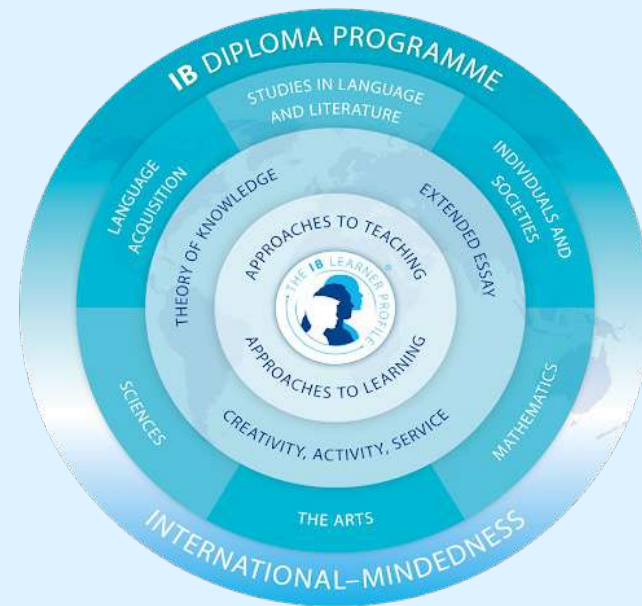 IB DIPLOMA PROGRAMME
STUDIES IN LANGUAGE
AND LITERATURE
LANGUAGE
ACQUISITION
INDIVIDUALS AND
SOCIETIES
THEORY OF KNOWLEDGE
EXTENDED ESSAY
APPROACHES TO TEACHING
THE IB LEARNER PROFILE
®
APPROACHES TO LEARNING
SCIENCES
MATHEMATICS
CREATIVITY, ACTIVITY, SERVICE
THE ARTS
INTERNATIONAL–MINDEDNESS